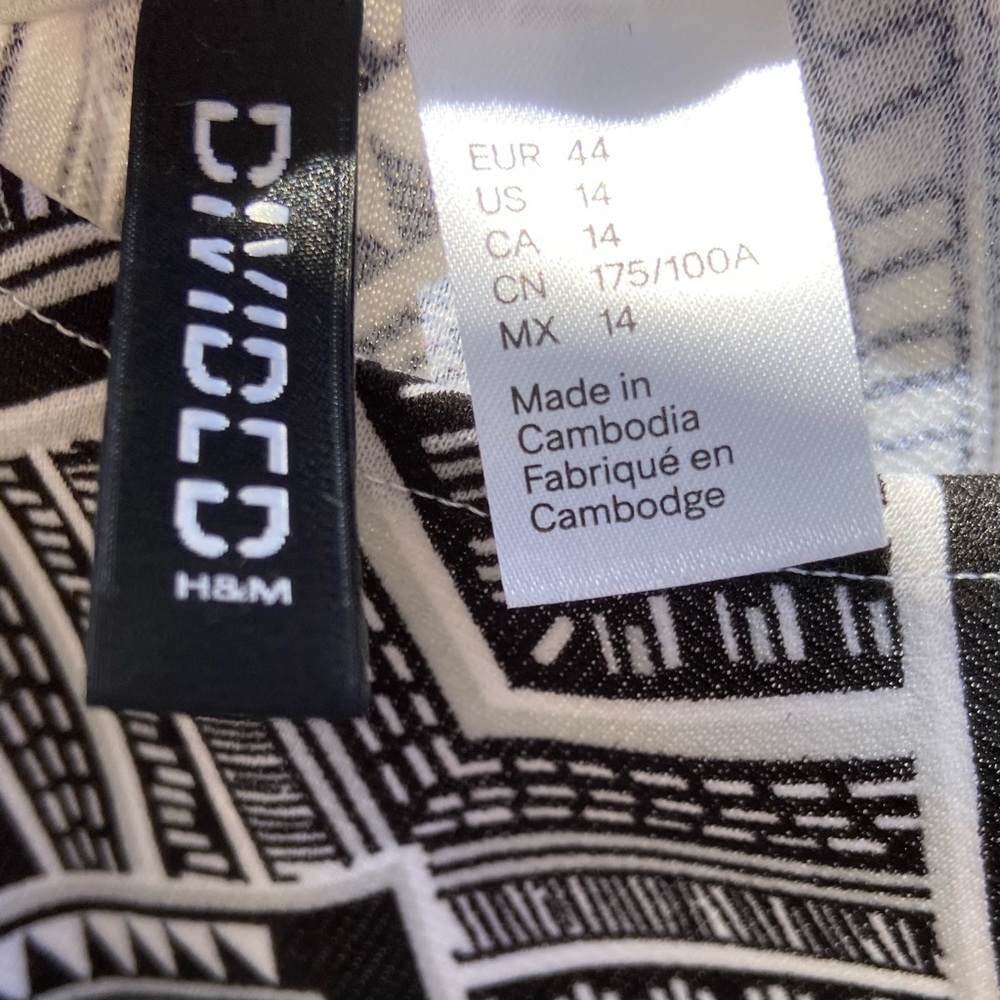 DIVIDED
H&M
EUR 44
US 14
CA 14
CN 175/100A
MX 14
Made in
Cambodia
Fabriqué en
Cambodge